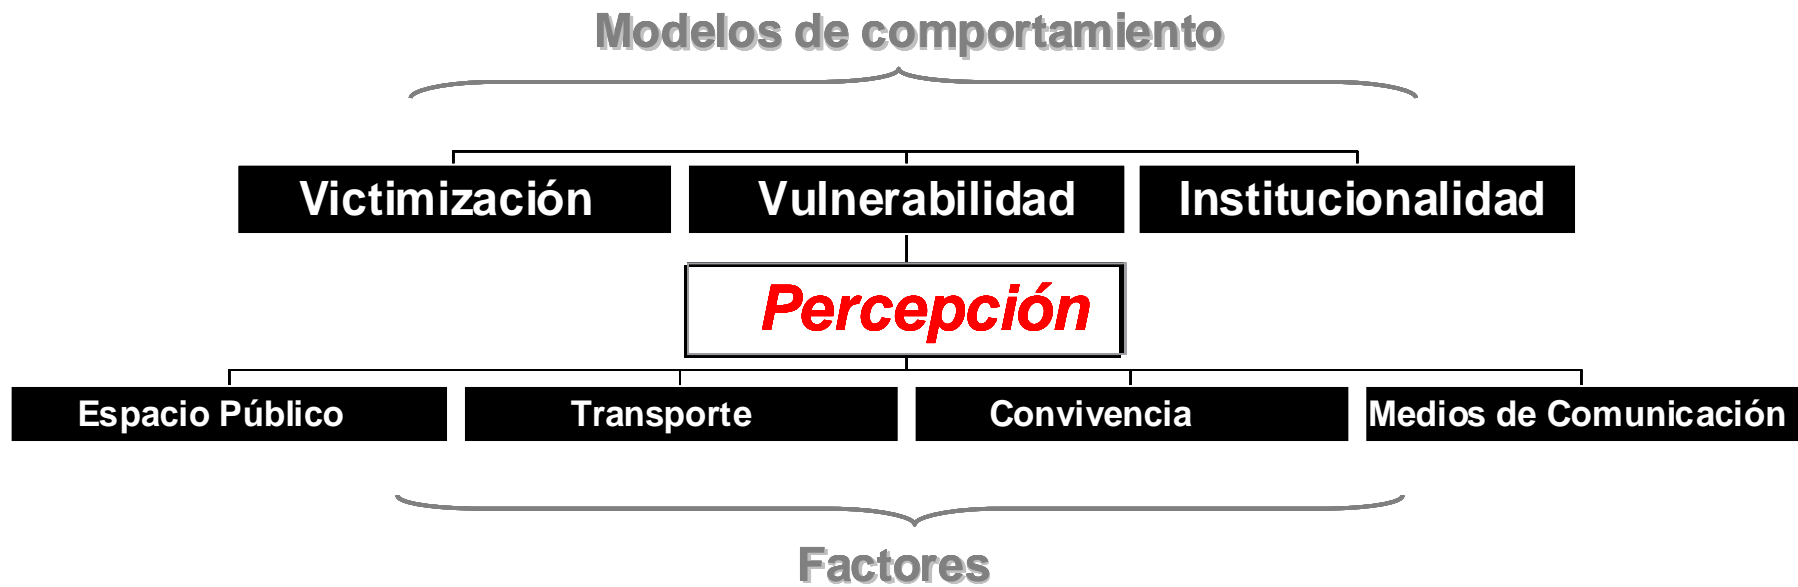 Modelos de comportamiento
Victimización
Vulnerabilidad
Institucionalidad
Percepción
Espacio Público
Transporte
Convivencia
Medios de Comunicación
Factores